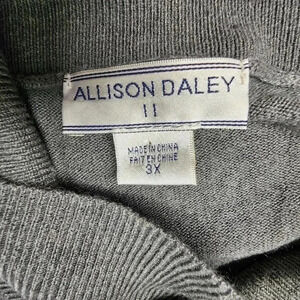 ALLISON DALEY
II
MADE IN CHINA
FAIT EN CHINE
3X